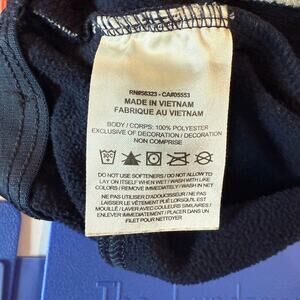 RN#56323 - CA#05553
MADE IN VIETNAM
FABRIQUE AU VIETNAM
BODY / CORPS: 100% POLYESTER
EXCLUSIVE OF DECORATION / DECORATION
NON COMPRISE
DO NOT USE SOFTENERS / DO NOT ALLOW TO
LAY ON ITSELF WHEN WET / WASH WITH LIKE
COLORS / REMOVE IMMEDIATELY / WASH IN NET
NE PAS UTILISER D'ADOUCISSEUR / NE PAS
LAISSER LE VÊTEMENT PLIÉ LORSQU'IL EST
MOUILLÉ / LAVER AVEC COULEURS SIMILAIRES /
ENLEVER IMMÉDIATEMENT / PLACER DANS UN
FILET POUR NETTOYER